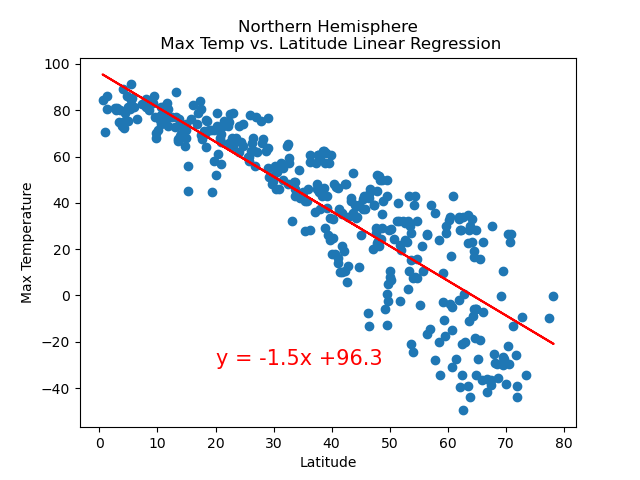 Northern Hemisphere
Max Temp vs. Latitude Linear Regression
100
80
60
40
20
0
−20
−40
Max Temperature
y = -1.5x +96.3
0 10 20 30 40 50 60 70 80
Latitude